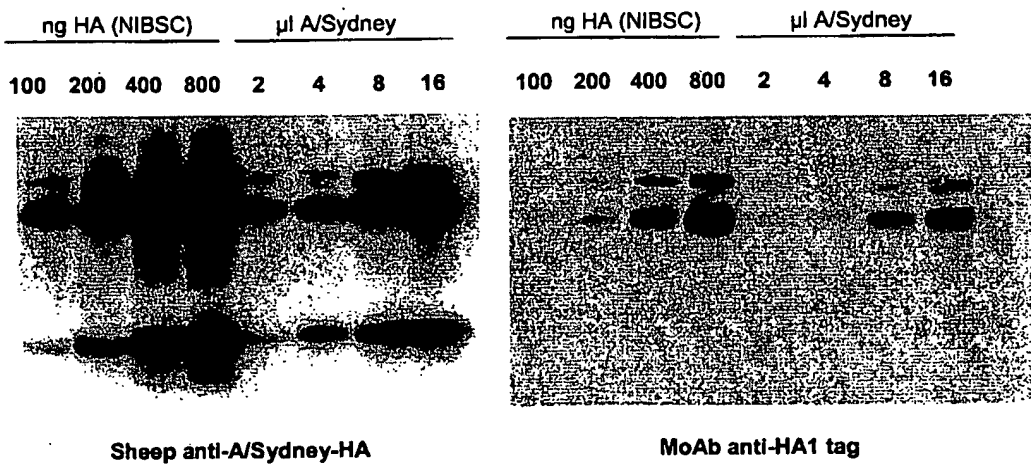 ng HA (NIBSC) µl A/Sydney
100 200 400 800 2 4 8 16
Sheep anti-A/Sydney-HA
ng HA (NIBSC) µl A/Sydney
100 200 400 800 2 4 8 16
MoAb anti-HA1 tag